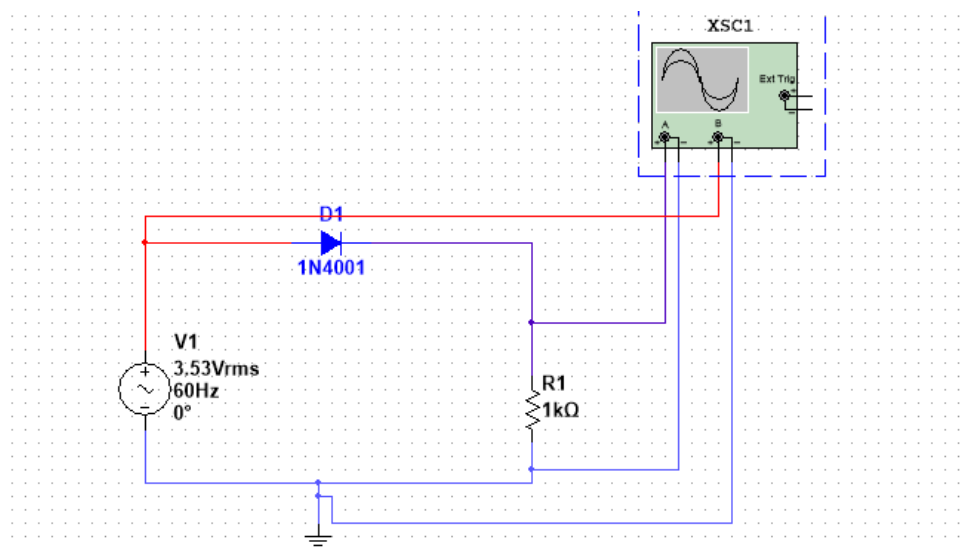 XSC1
Ext Trig
+
−
A
B
+ − + −
D1
1N4001
V1
3.53Vrms
60Hz
0°
+
−
R1
1kΩ